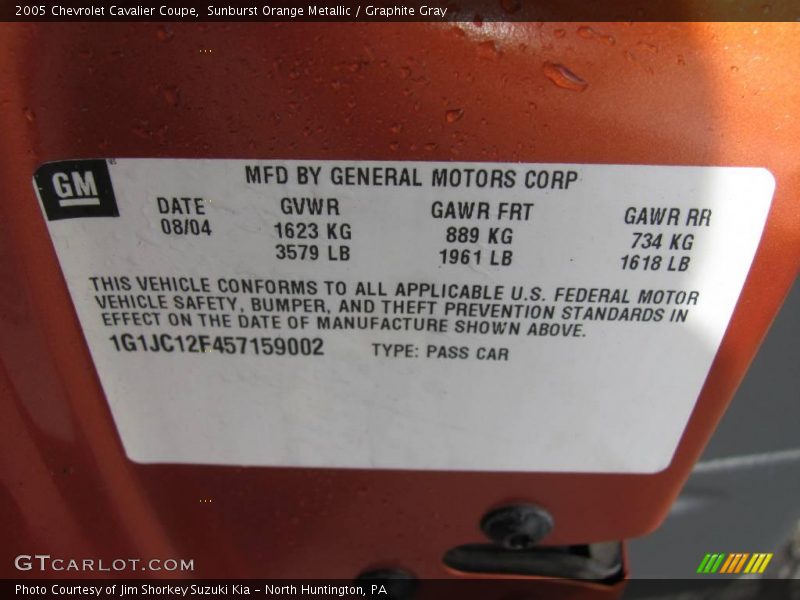 2005 Chevrolet Cavalier Coupe,  Sunburst Orange Metallic / Graphite Gray
GM
MFD BY GENERAL MOTORS CORP
DATE GVWR GAWR FRT GAWR RR
08/04 1623 KG 889 KG 734 KG
3579 LB 1961 LB 1618 LB
THIS VEHICLE CONFORMS TO ALL APPLICABLE U.S. FEDERAL MOTOR
VEHICLE SAFETY, BUMPER, AND THEFT PREVENTION STANDARDS IN
EFFECT ON THE DATE OF MANUFACTURE SHOWN ABOVE.
1G1JC12F457159002 TYPE: PASS CAR
GTCARLOT.COM
Photo Courtesy of Jim Shorkey Suzuki Kia – North Huntington, PA